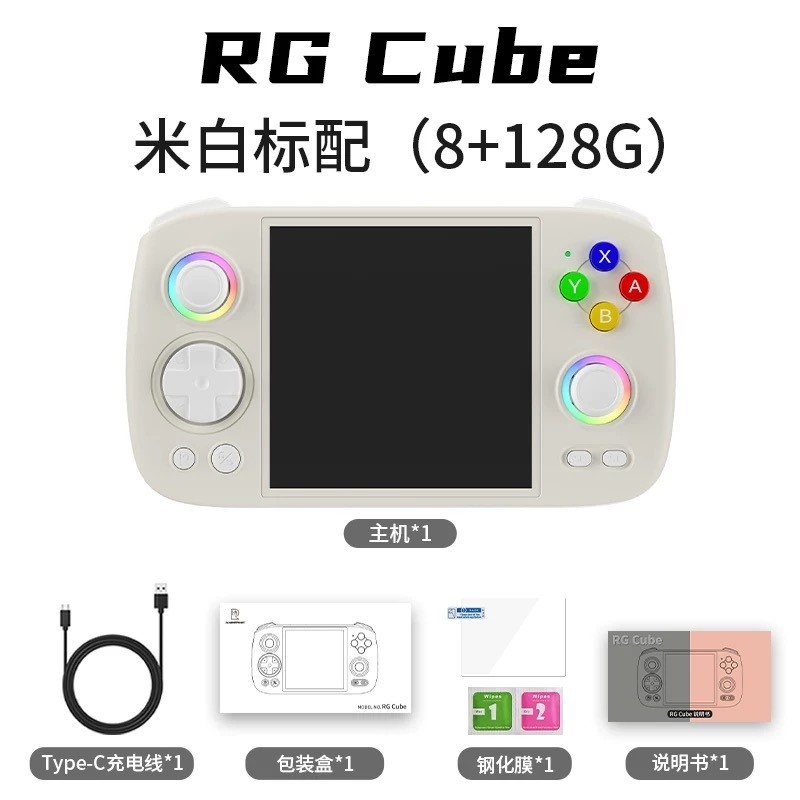 RG Cube
米白标配（8+128G）
X
Y
A
B
主机*1
MODEL NO.RG Cube
Wipes
1
Wipes
2
RG Cube
RG Cube 说明书
Type-C充电线*1
包装盒*1
钢化膜*1
说明书*1